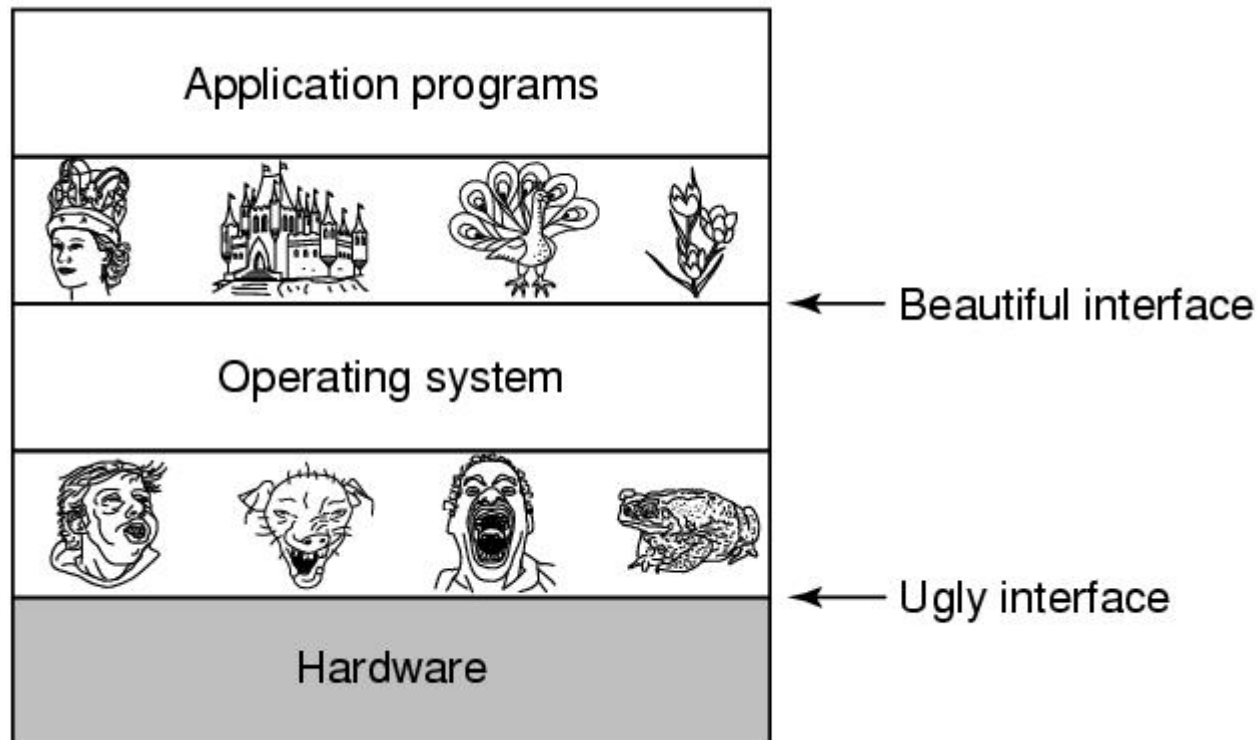 Application programs
Beautiful interface
Operating system
Ugly interface
Hardware